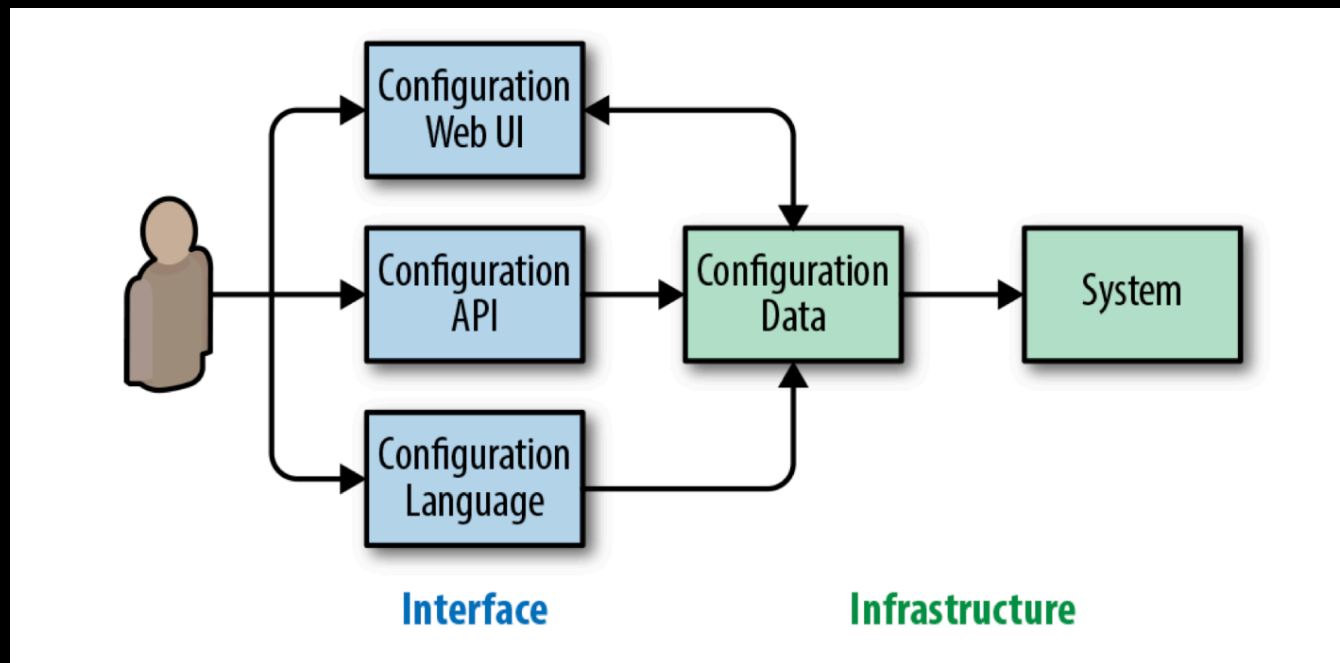 Configuration
Web UI
Configuration
API
Configuration
Data
System
Configuration
Language
Interface
Infrastructure